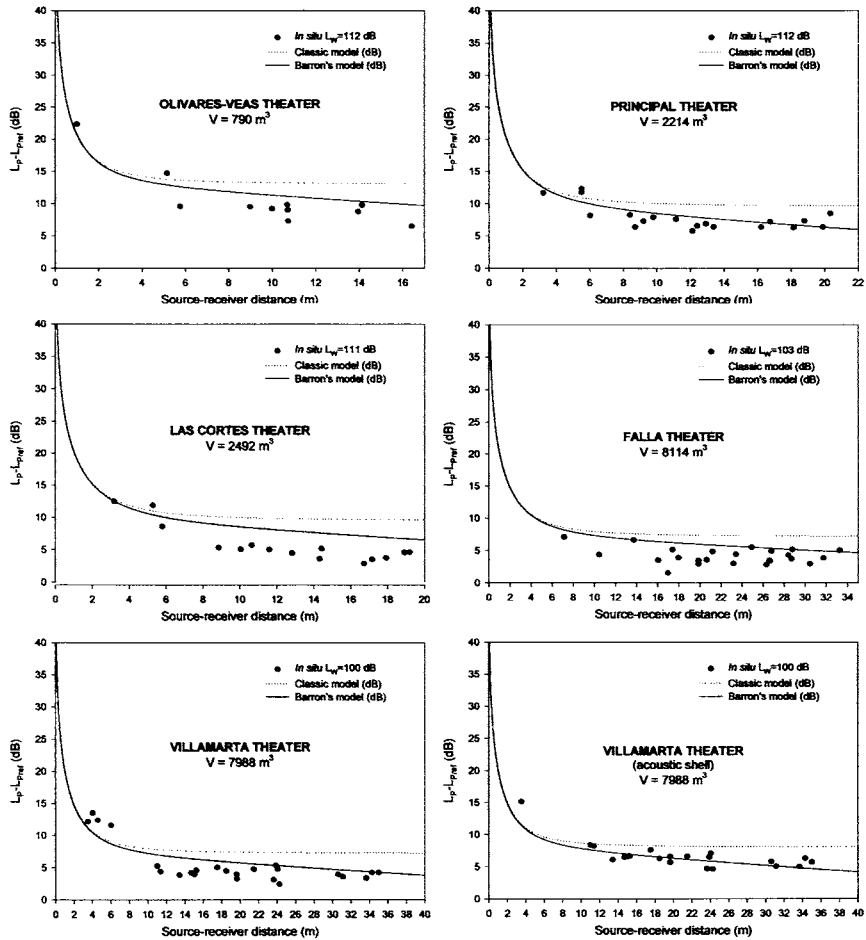 In situ Lw=112 dB
Classic model (dB)
Barron's model (dB)
OLIVARES-VEAS THEATER
V = 790 m³
Lp-LPref (dB)
40
35
30
25
20
15
10
5
0
0 2 4 6 8 10 12 14 16
Source-receiver distance (m)
In situ Lw=112 dB
Classic model (dB)
Barron's model (dB)
PRINCIPAL THEATER
V = 2214 m³
Lp-LPref (dB)
40
35
30
25
20
15
10
5
0
0 2 4 6 8 10 12 14 16 18 20 22
Source-receiver distance (m)
In situ Lw=111 dB
Classic model (dB)
Barron's model (dB)
LAS CORTES THEATER
V = 2492 m³
Lp-LPref (dB)
40
35
30
25
20
15
10
5
0
0 2 4 6 8 10 12 14 16 18 20
Source-receiver distance (m)
In situ Lw=103 dB
Classic model (dB)
Barron's model (dB)
FALLA THEATER
V = 8114 m³
Lp-LPref (dB)
40
35
30
25
20
15
10
5
0
0 2 4 6 8 10 12 14 16 18 20 22 24 26 28 30 32 34
Source-receiver distance (m)
In situ Lw=100 dB
Classic model (dB)
Barron's model (dB)
VILLAMARTA THEATER
V = 7988 m³
Lp-LPref (dB)
40
35
30
25
20
15
10
5
0
0 2 4 6 8 10 12 14 16 18 20 22 24 26 28 30 32 34 36 38 40
Source-receiver distance (m)
In situ Lw=100 dB
Classic model (dB)
Barron's model (dB)
VILLAMARTA THEATER
(acoustic shell)
V = 7988 m³
Lp-LPref (dB)
40
35
30
25
20
15
10
5
0
0 2 4 6 8 10 12 14 16 18 20 22 24 26 28 30 32 34 36 38 40
Source-receiver distance (m)